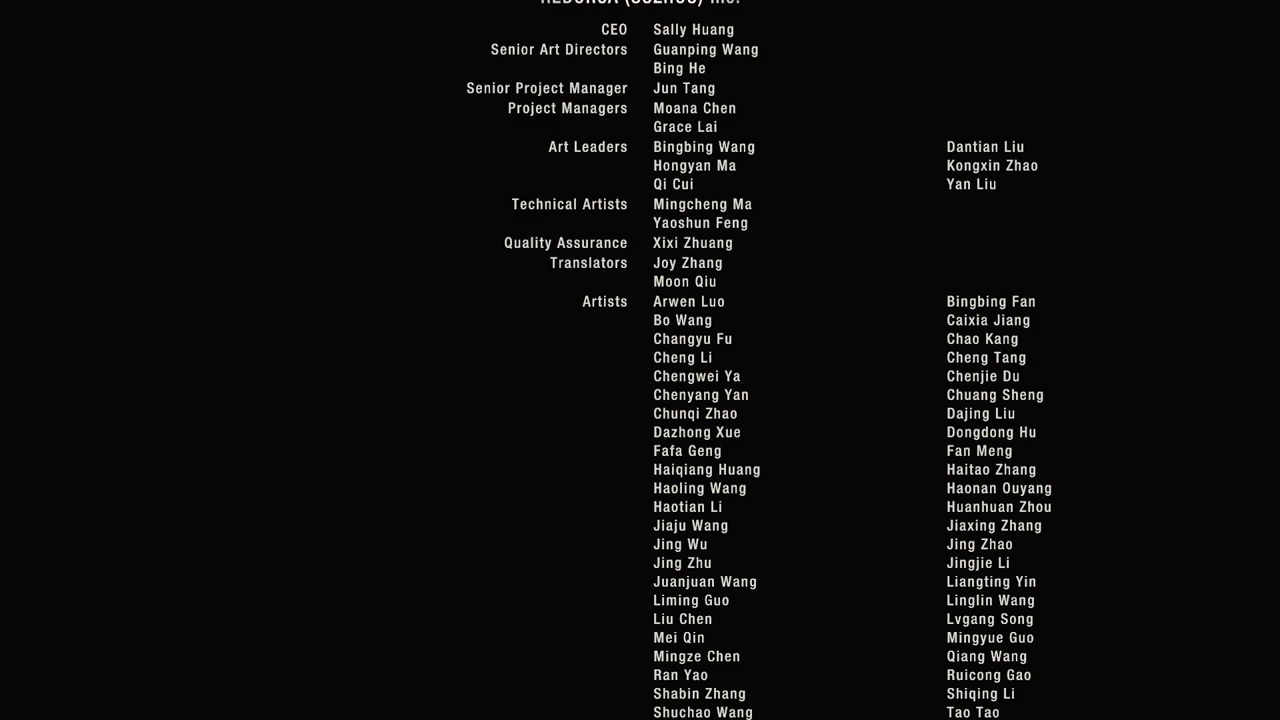 CEO Sally Huang
Senior Art Directors Guanping Wang
Bing He
Senior Project Manager Jun Tang
Project Managers Moana Chen
Grace Lai
Art Leaders Bingbing Wang Dantian Liu
Hongyan Ma Kongxin Zhao
Qi Cui Yan Liu
Technical Artists Mingcheng Ma
Yaoshun Feng
Quality Assurance Xixi Zhuang
Translators Joy Zhang
Moon Qiu
Artists Arwen Luo Bingbing Fan
Bo Wang Caixia Jiang
Changyu Fu Chao Kang
Cheng Li Cheng Tang
Chengwei Ya Chenjie Du
Chenyang Yan Chuang Sheng
Chunqi Zhao Dajing Liu
Dazhong Xue Dongdong Hu
Fafa Geng Fan Meng
Haiqiang Huang Haitao Zhang
Haoling Wang Haonan Ouyang
Haotian Li Huanhuan Zhou
Jiaju Wang Jiaxing Zhang
Jing Wu Jing Zhao
Jing Zhu Jingjie Li
Juanjuan Wang Liangting Yin
Liming Guo Linglin Wang
Liu Chen Lvgang Song
Mei Qin Mingyue Guo
Mingze Chen Qiang Wang
Ran Yao Ruicong Gao
Shabin Zhang Shiqing Li
Shuchao Wang Tao Tao